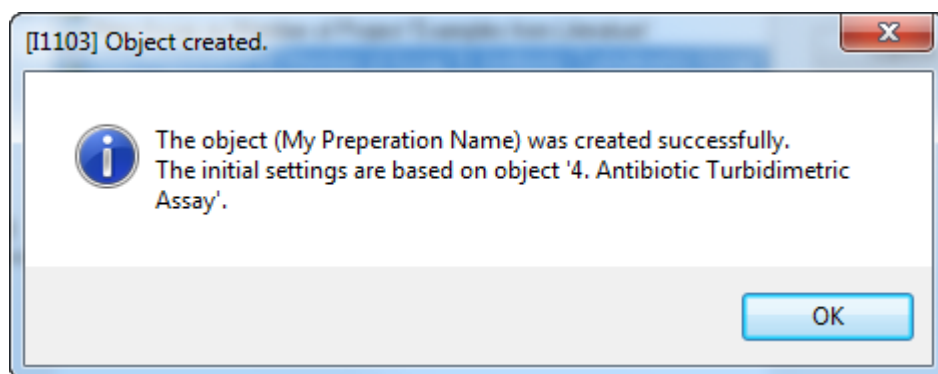 [I1103] Object created.
The object (My Preperation Name) was created successfully.
The initial settings are based on object '4. Antibiotic Turbidimetric
Assay'.
OK